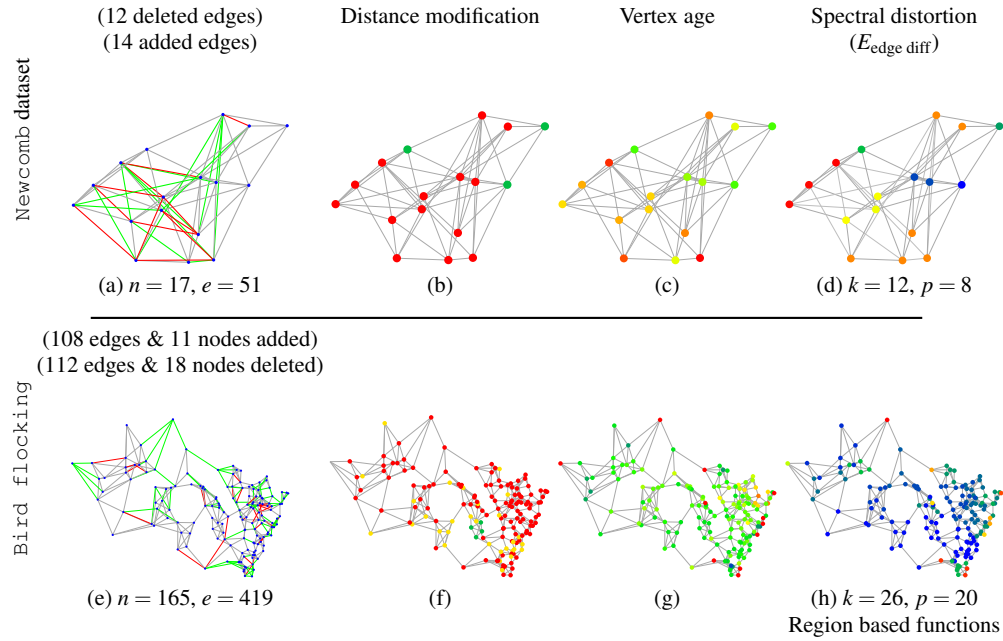 (12 deleted edges) Distance modification Vertex age Spectral distortion
(14 added edges) (E_edge diff)
Newcomb dataset
(a) n = 17, e = 51 (b) (c) (d) k = 12, p = 8
(108 edges & 11 nodes added)
(112 edges & 18 nodes deleted)
Bird flocking
(e) n = 165, e = 419 (f) (g) (h) k = 26, p = 20
Region based functions